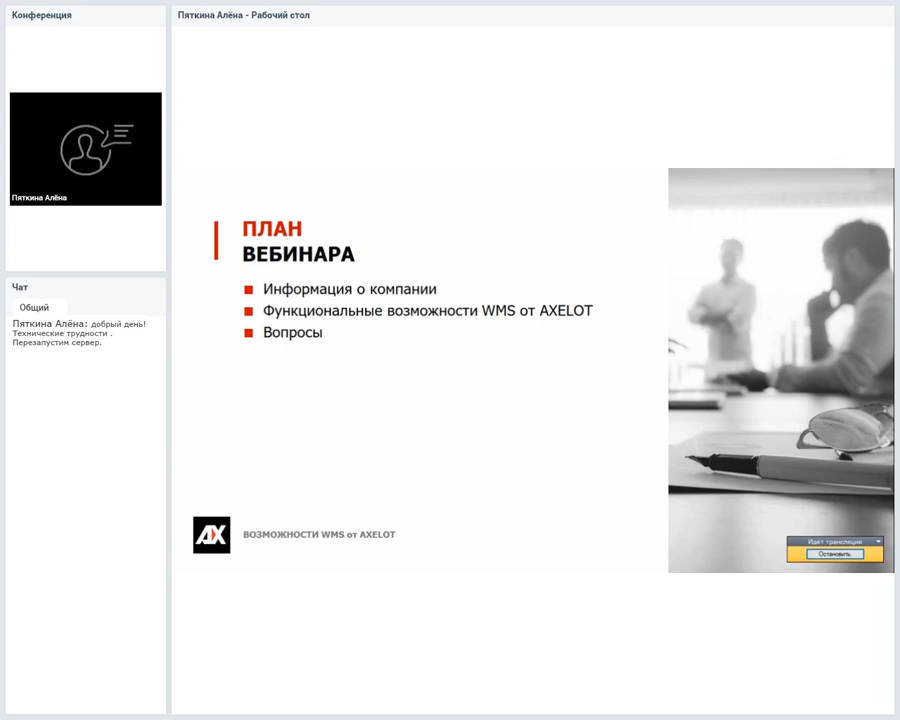 Конференция
Пяткина Алёна - Рабочий стол
Пяткина Алёна
Чат
Общий
Пяткина Алёна: добрый день!
Технические трудности .
Перезапустим сервер.
ПЛАН
ВЕБИНАРА
Информация о компании
Функциональные возможности WMS от AXELOT
Вопросы
AX
ВОЗМОЖНОСТИ WMS от AXELOT
Идет трансляция
Остановить